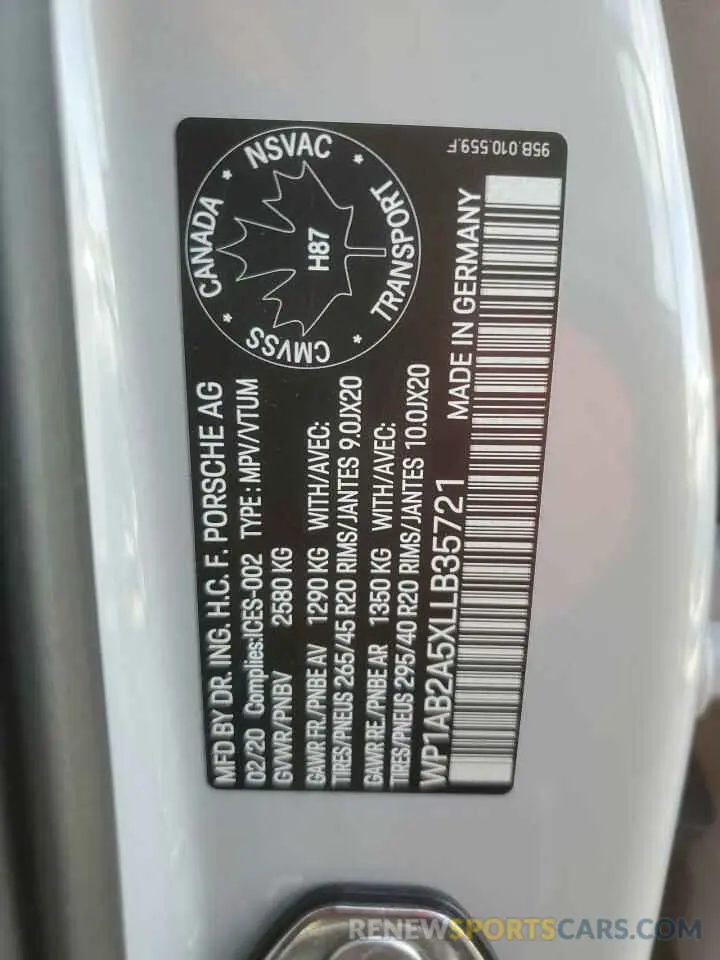 MFD BY DR. ING. H.C. F. PORSCHE AG
02/20 Complies:ICES-002 TYPE: MPV/VTUM
GVWR/PNBV 2580 KG
GAWR FR./PNBE AV 1290 KG WITH/AVEC:
TIRES/PNEUS 265/45 R20 RIMS/JANTES 9.0JX20
GAWR RE./PNBE AR 1350 KG WITH/AVEC:
TIRES/PNEUS 295/40 R20 RIMS/JANTES 10.0JX20
WP1AB2A5XLLB35721 MADE IN GERMANY
CANADA * NSVAC * TRANSPORT * CMVSS *
H87
95B.010.559.F
RENEWSPORTSCARS.COM